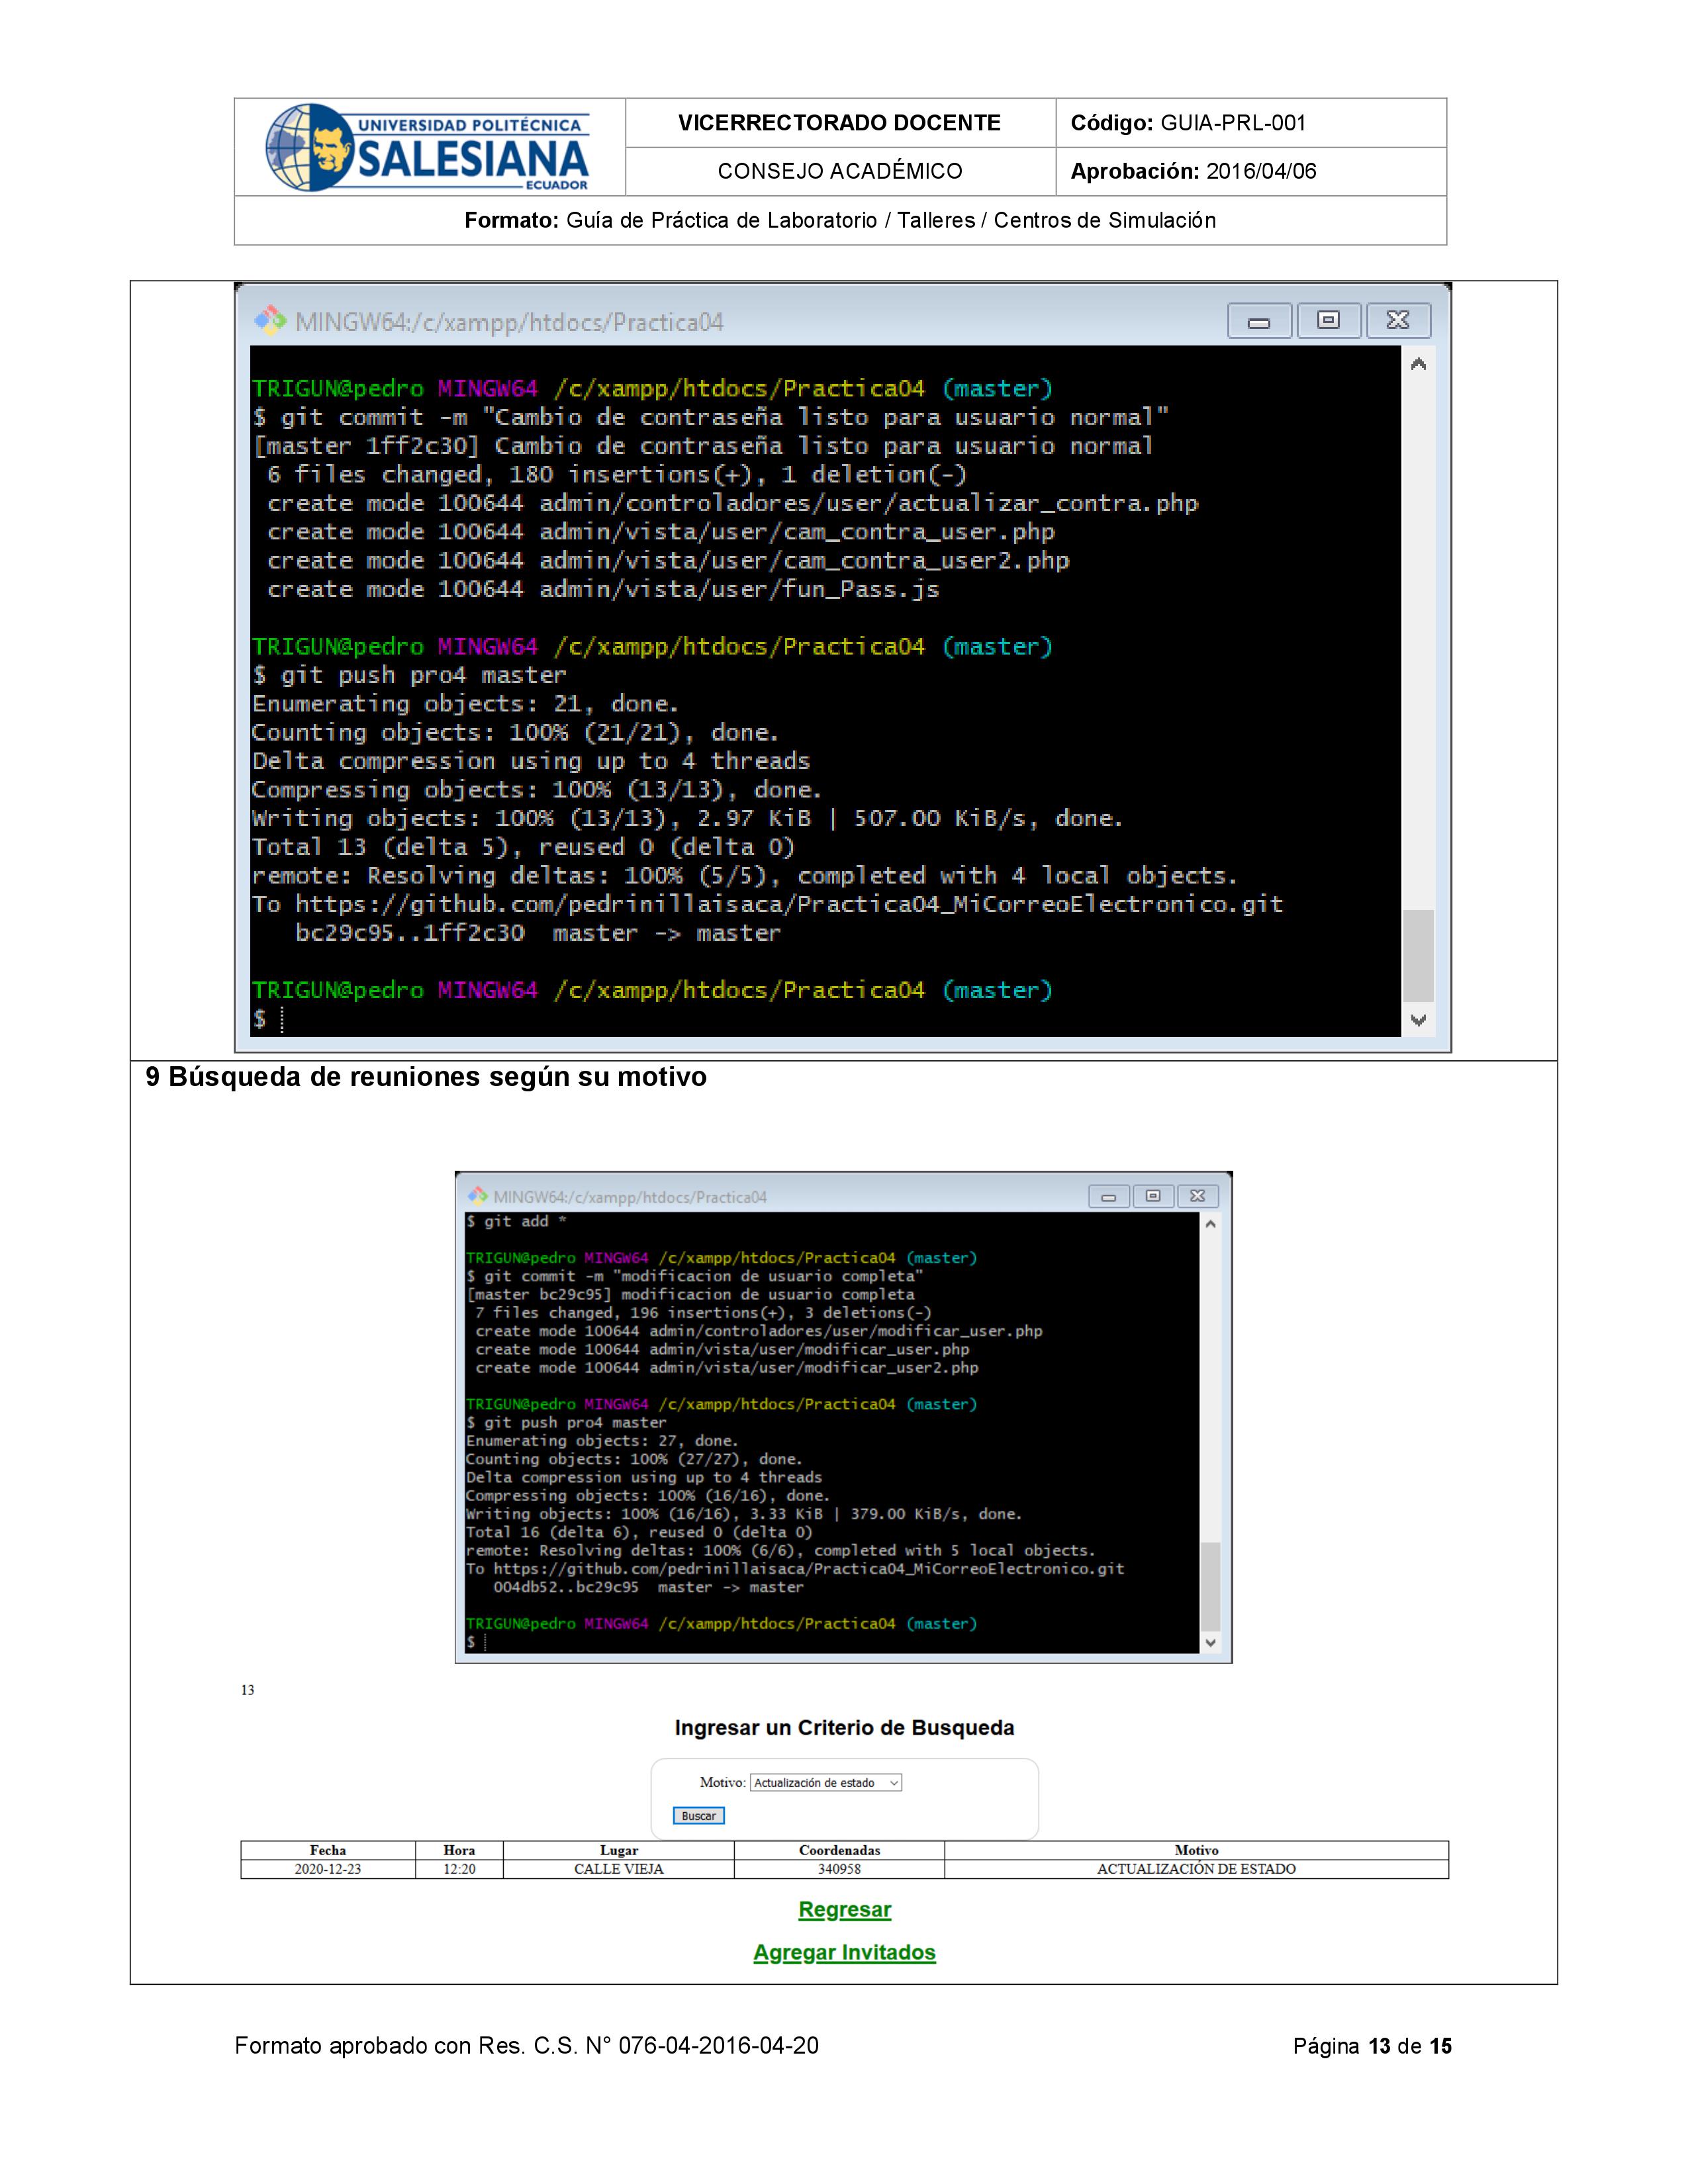 UNIVERSIDAD POLITÉCNICA
SALESIANA
ECUADOR
VICERRECTORADO DOCENTE
Código: GUIA-PRL-001
CONSEJO ACADÉMICO
Aprobación: 2016/04/06
Formato: Guía de Práctica de Laboratorio / Talleres / Centros de Simulación
MINGW64:/c/xampp/htdocs/Practica04
TRIGUN@pedro MINGW64 /c/xampp/htdocs/Practica04 (master)
$ git commit -m "Cambio de contraseña listo para usuario normal"
[master 1ff2c30] Cambio de contraseña listo para usuario normal
6 files changed, 180 insertions(+), 1 deletion(-)
create mode 100644 admin/controladores/user/actualizar_contra.php
create mode 100644 admin/vista/user/cam_contra_user.php
create mode 100644 admin/vista/user/cam_contra_user2.php
create mode 100644 admin/vista/user/fun_Pass.js
TRIGUN@pedro MINGW64 /c/xampp/htdocs/Practica04 (master)
$ git push pro4 master
Enumerating objects: 21, done.
Counting objects: 100% (21/21), done.
Delta compression using up to 4 threads
Compressing objects: 100% (13/13), done.
Writing objects: 100% (13/13), 2.97 KiB | 507.00 KiB/s, done.
Total 13 (delta 5), reused 0 (delta 0)
remote: Resolving deltas: 100% (5/5), completed with 4 local objects.
To https://github.com/pedrinillaisaca/Practica04_MiCorreoElectronico.git
bc29c95..1ff2c30  master -> master
TRIGUN@pedro MINGW64 /c/xampp/htdocs/Practica04 (master)
$
9 Búsqueda de reuniones según su motivo
MINGW64:/c/xampp/htdocs/Practica04
$ git add *
TRIGUN@pedro MINGW64 /c/xampp/htdocs/Practica04 (master)
$ git commit -m "modificacion de usuario completa"
[master bc29c95] modificacion de usuario completa
7 files changed, 196 insertions(+), 3 deletions(-)
create mode 100644 admin/controladores/user/modificar_user.php
create mode 100644 admin/vista/user/modificar_user.php
create mode 100644 admin/vista/user/modificar_user2.php
TRIGUN@pedro MINGW64 /c/xampp/htdocs/Practica04 (master)
$ git push pro4 master
Enumerating objects: 27, done.
Counting objects: 100% (27/27), done.
Delta compression using up to 4 threads
Compressing objects: 100% (16/16), done.
Writing objects: 100% (16/16), 3.33 KiB | 379.00 KiB/s, done.
Total 16 (delta 6), reused 0 (delta 0)
remote: Resolving deltas: 100% (6/6), completed with 5 local objects.
To https://github.com/pedrinillaisaca/Practica04_MiCorreoElectronico.git
004db52..bc29c95  master -> master
TRIGUN@pedro MINGW64 /c/xampp/htdocs/Practica04 (master)
$
13
Ingresar un Criterio de Busqueda
Motivo: Actualización de estado
Buscar
Fecha Hora Lugar Coordenadas Motivo
2020-12-23 12:20 CALLE VIEJA 340958 ACTUALIZACIÓN DE ESTADO
Regresar
Agregar Invitados
Formato aprobado con Res. C.S. N° 076-04-2016-04-20
Página 13 de 15